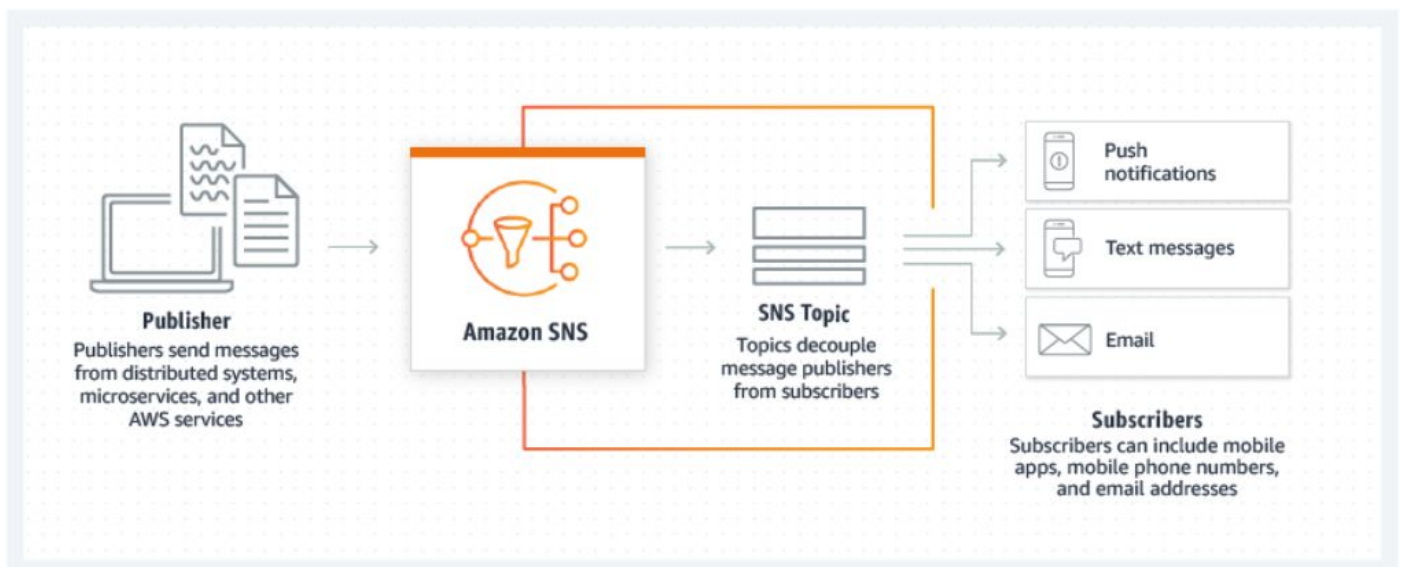 Publisher
Publishers send messages
from distributed systems,
microservices, and other
AWS services
Amazon SNS
SNS Topic
Topics decouple
message publishers
from subscribers
Push
notifications
Text messages
Email
Subscribers
Subscribers can include mobile
apps, mobile phone numbers,
and email addresses